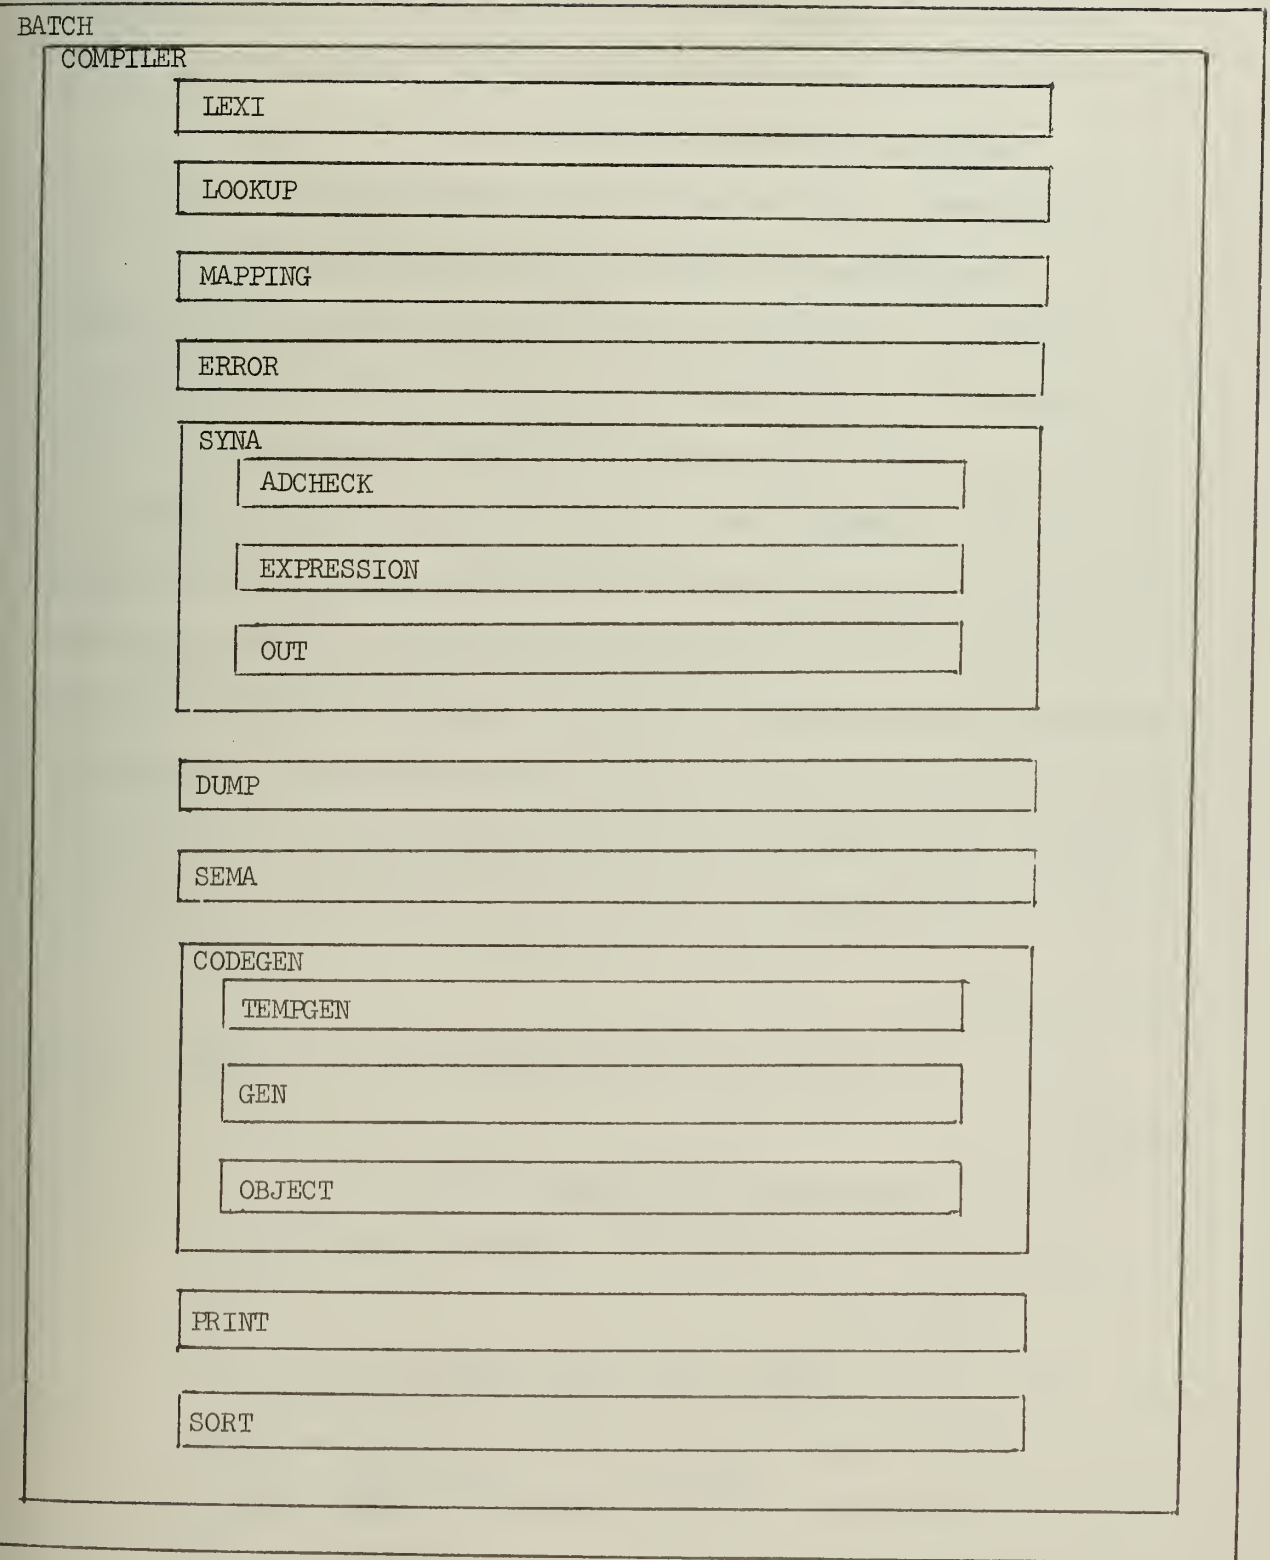 BATCH
COMPILER
LEXI
LOOKUP
MAPPING
ERROR
SYNA
ADCHECK
EXPRESSION
OUT
DUMP
SEMA
CODEGEN
TEMPGEN
GEN
OBJECT
PRINT
SORT